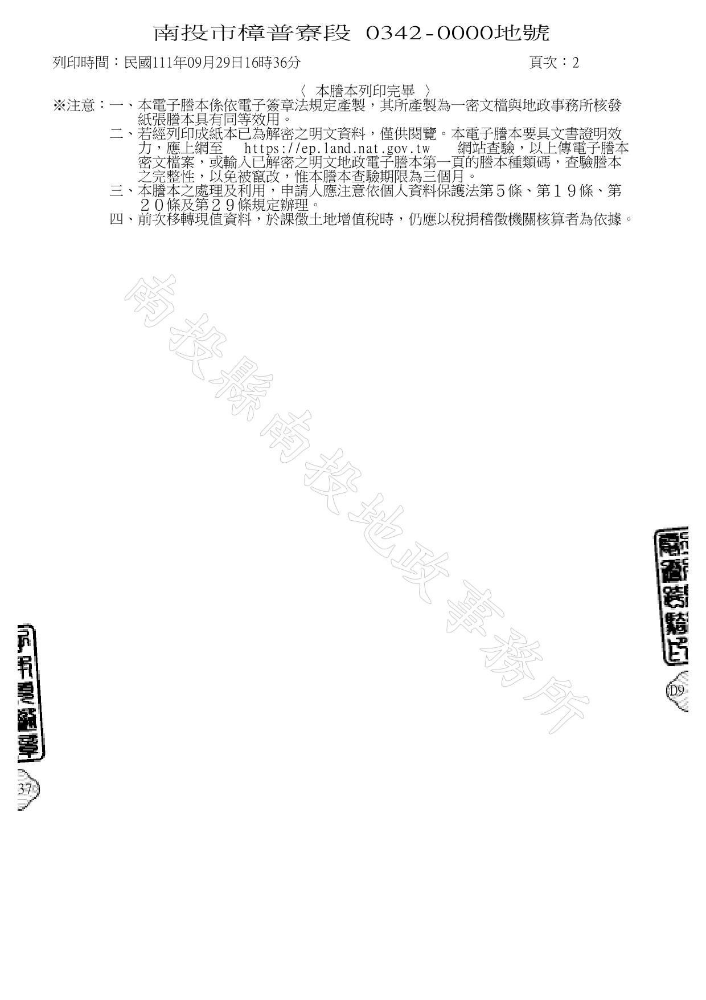 南投市樟普寮段 0342-0000地號
列印時間：民國111年09月29日16時36分 頁次：2
〈 本謄本列印完畢 〉
※注意：一、本電子謄本係依電子簽章法規定產製，其所產製為一密文檔與地政事務所核發
紙張謄本具有同等效用。
二、若經列印成紙本已為解密之明文資料，僅供閱覽。本電子謄本要具文書證明效
力，應上網至 https://ep.land.nat.gov.tw 網站查驗，以上傳電子謄本
密文檔案，或輸入已解密之明文地政電子謄本第一頁的謄本種類碼，查驗謄本
之完整性，以免被竄改，惟本謄本查驗期限為三個月。
三、本謄本之處理及利用，申請人應注意依個人資料保護法第５條、第１９條、第
２０條及第２９條規定辦理。
四、前次移轉現值資料，於課徵土地增值稅時，仍應以稅捐稽徵機關核算者為依據。
南投縣南投地政事務所
D9
37